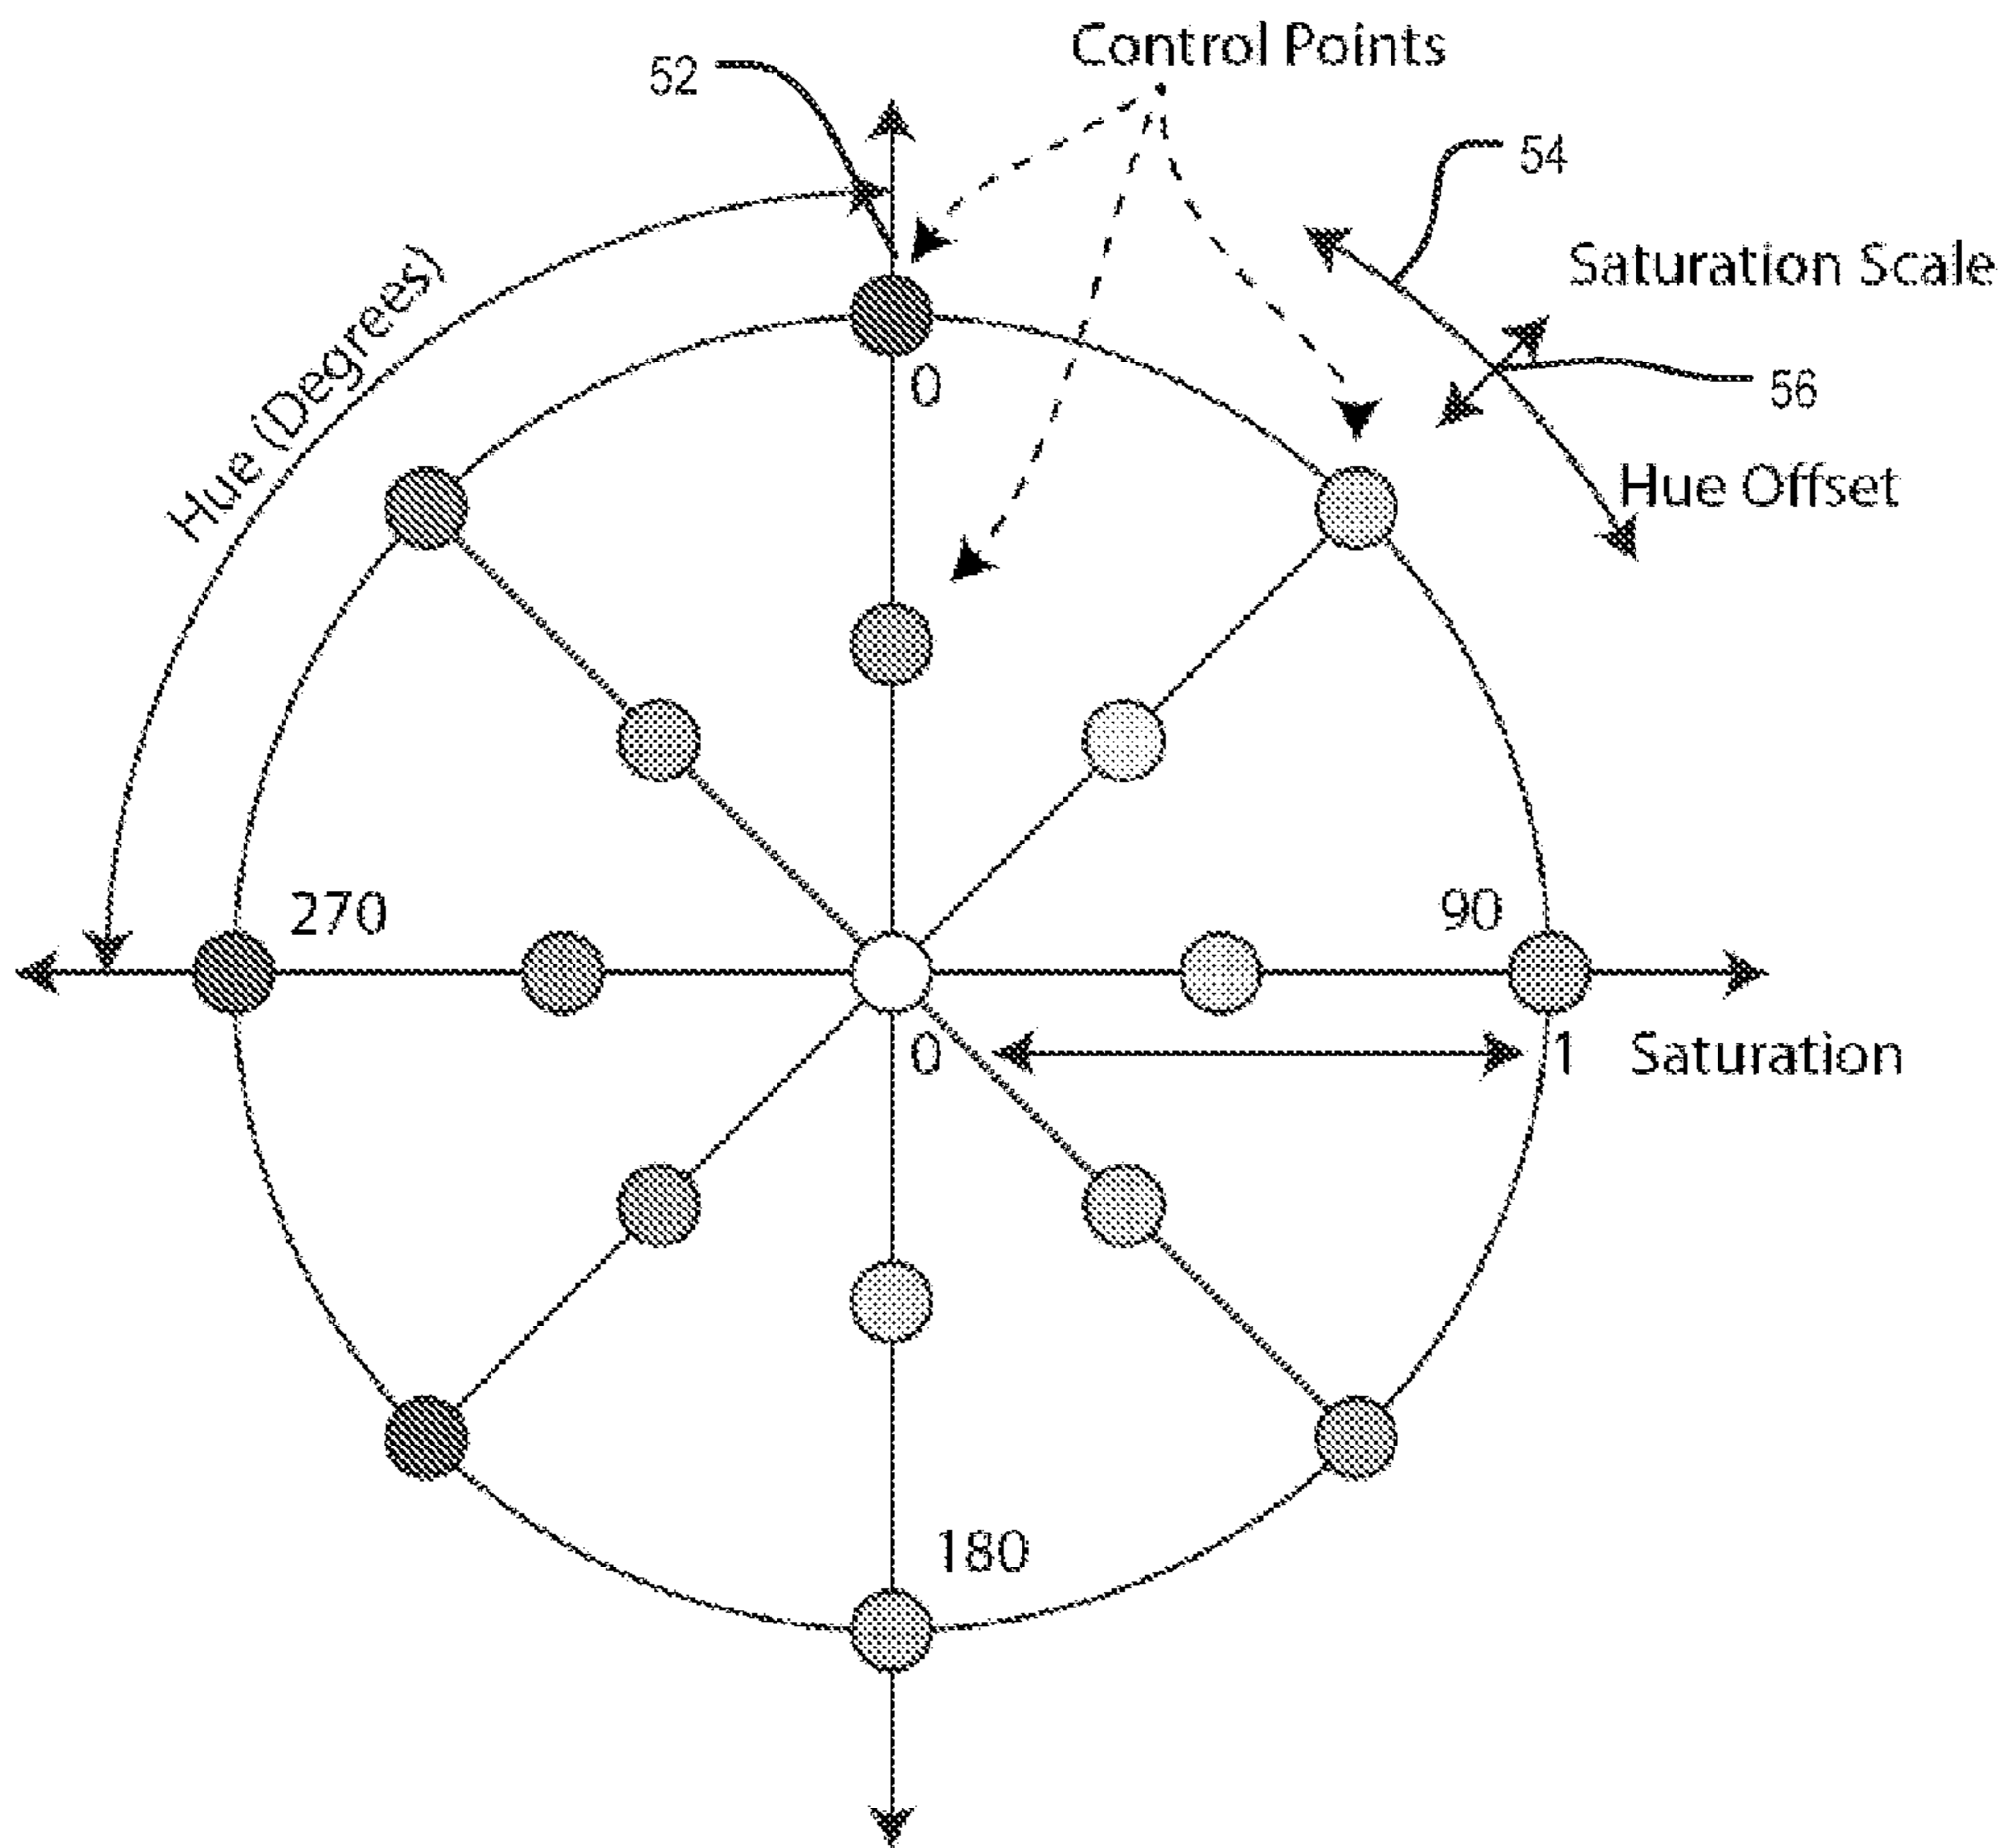 Control Points
52
54
Saturation Scale
56
Hue Offset
Hue (Degrees)
0
270
90
0
1
Saturation
180